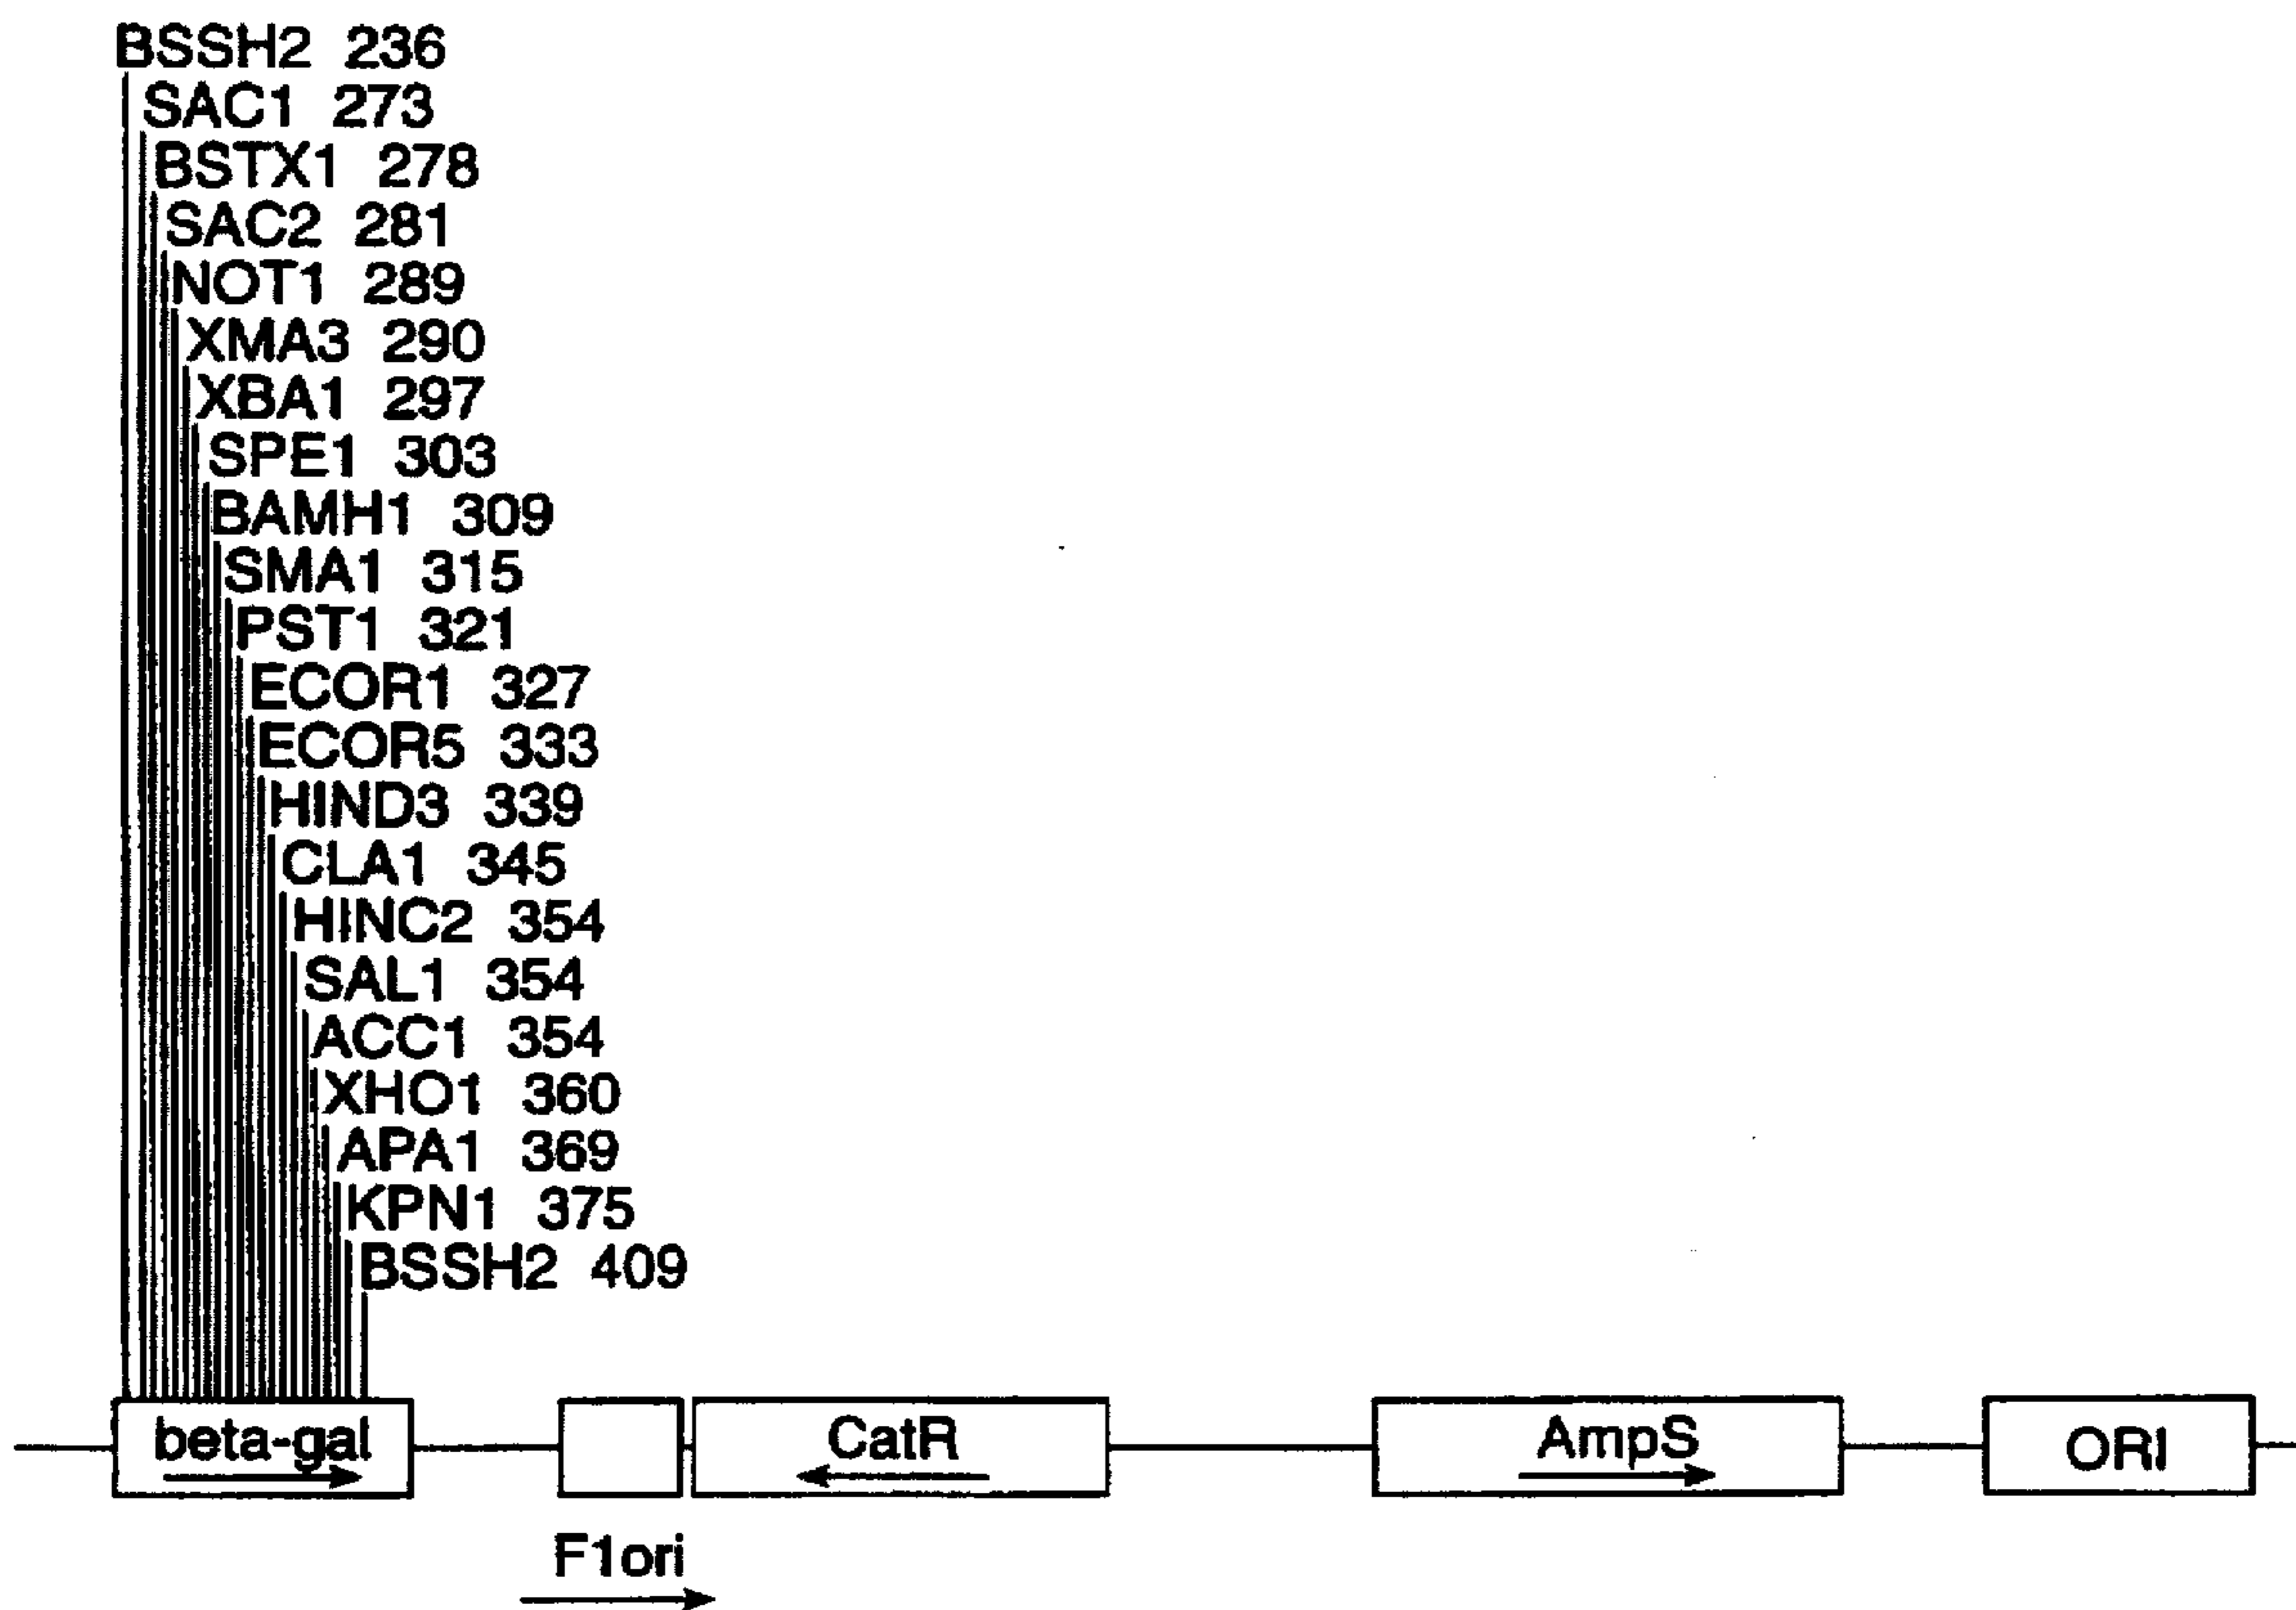 BSSH2 236
SAC1 273
BSTX1 278
SAC2 281
NOT1 289
XMA3 290
XBA1 297
SPE1 303
BAMH1 309
SMA1 315
PST1 321
ECOR1 327
ECOR5 333
HIND3 339
CLA1 345
HINC2 354
SAL1 354
ACC1 354
XHO1 360
APA1 369
KPN1 375
BSSH2 409
beta-gal CatR AmpS ORI
F1ori